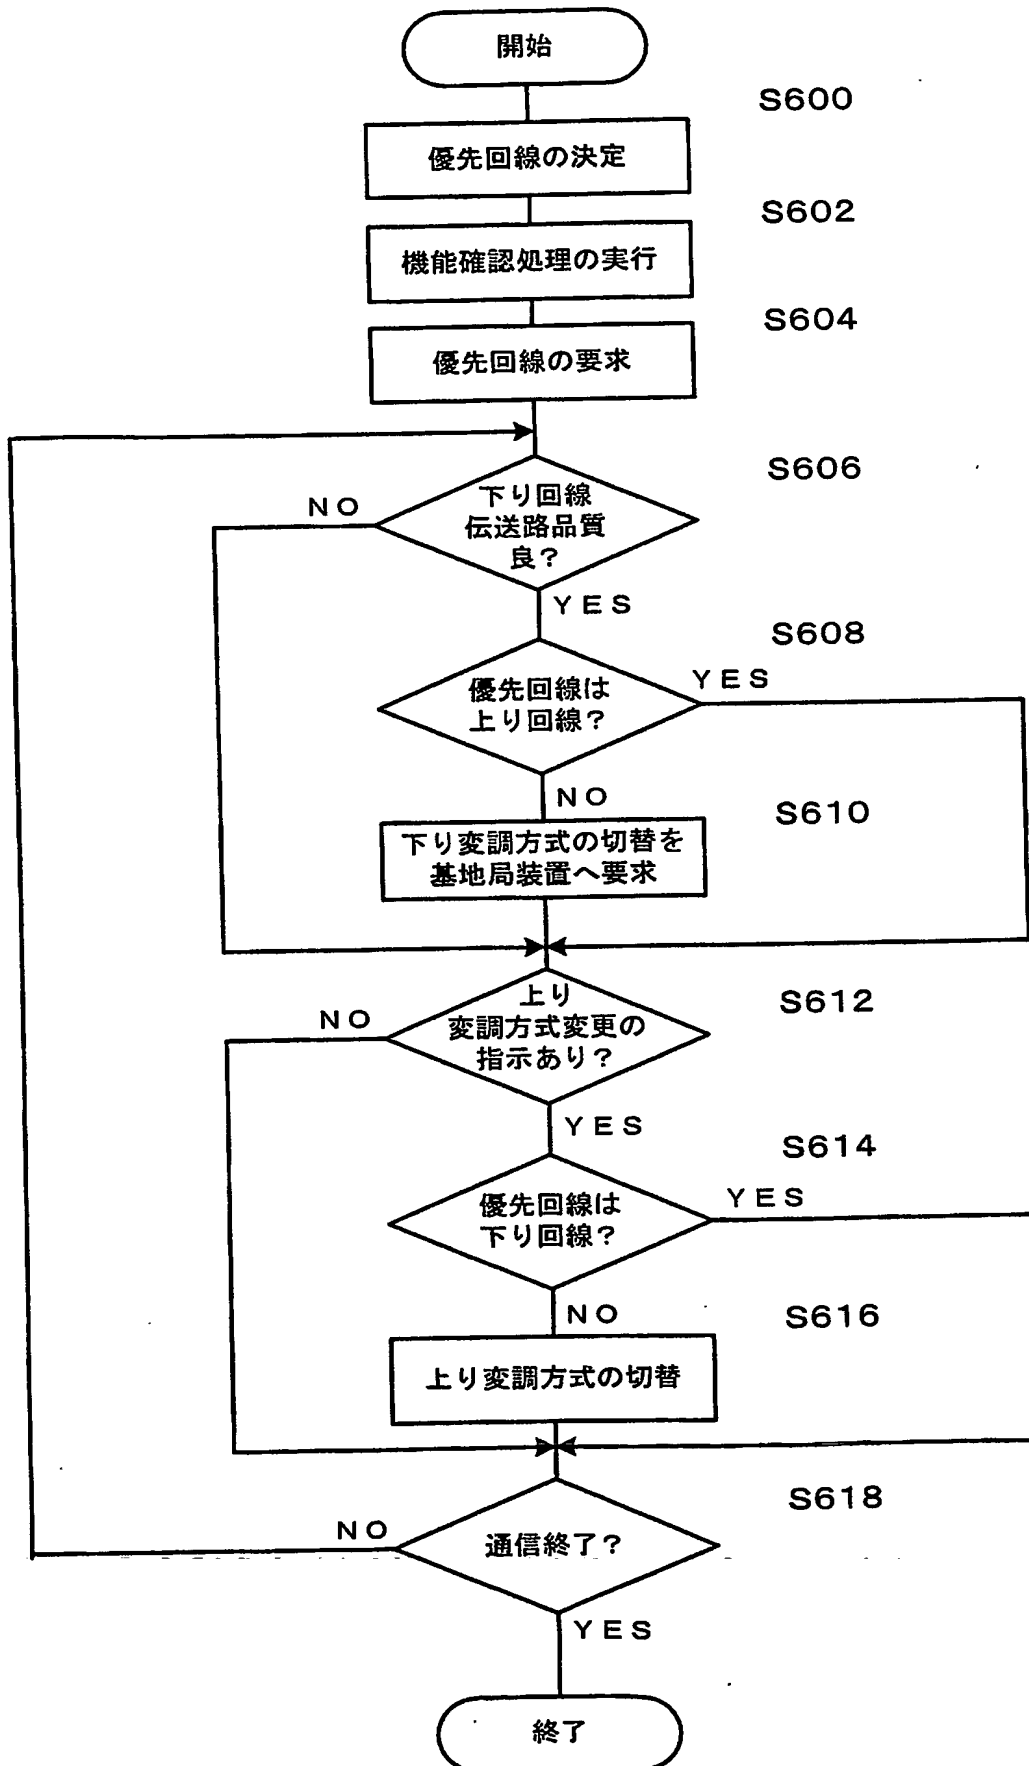 開始
S600
優先回線の決定
S602
機能確認処理の実行
S604
優先回線の要求
S606
NO
下り回線
伝送路品質
良?
YES
S608
優先回線は
上り回線?
YES
NO
S610
下り変調方式の切替を
基地局装置へ要求
S612
NO
上り
変調方式変更の
指示あり?
YES
S614
優先回線は
下り回線?
YES
NO
S616
上り変調方式の切替
S618
NO
通信終了?
YES
終了